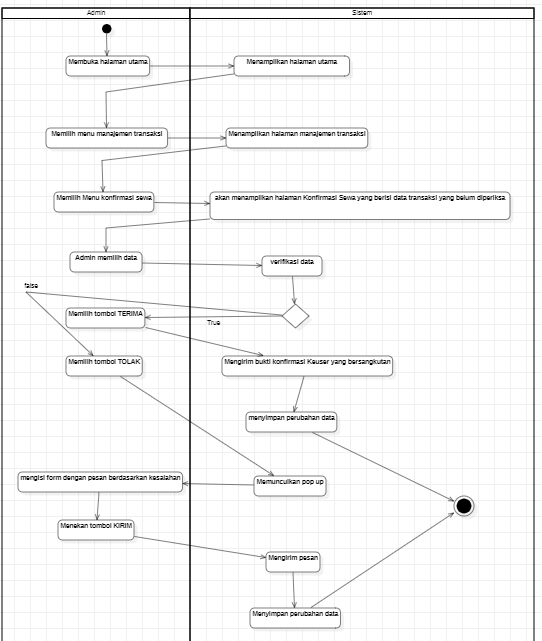 Admin
Sistem
Membuka halaman utama
Menampilkan halaman utama
Memilih menu manajemen transaksi
Menampilkan halaman manajemen transaksi
Memilih Menu konfirmasi sewa
akan menampilkan halaman Konfirmasi Sewa yang berisi data transaksi yang belum diperiksa
Admin memilih data
verifikasi data
false
Memilih tombol TERIMA
True
Memilih tombol TOLAK
Mengirim bukti konfirmasi Keuser yang bersangkutan
menyimpan perubahan data
mengisi form dengan pesan berdasarkan kesalahan
Memunculkan pop up
Menekan tombol KIRIM
Mengirim pesan
Menyimpan perubahan data